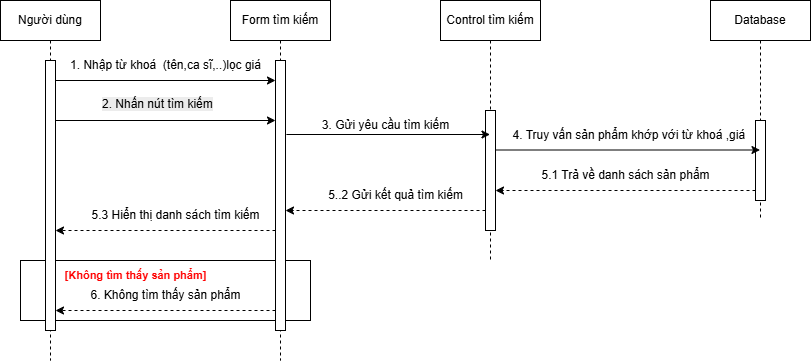 Người dùng
Form tìm kiếm
Control tìm kiếm
Database
1. Nhập từ khoá  (tên,ca sĩ,..)lọc giá
2. Nhấn nút tìm kiếm
3. Gửi yêu cầu tìm kiếm
4. Truy vấn sản phẩm khớp với từ khoá ,giá
5.1 Trả về danh sách sản phẩm
5..2 Gửi kết quả tìm kiếm
5.3 Hiển thị danh sách tìm kiếm
[Không tìm thấy sản phẩm]
6. Không tìm thấy sản phẩm